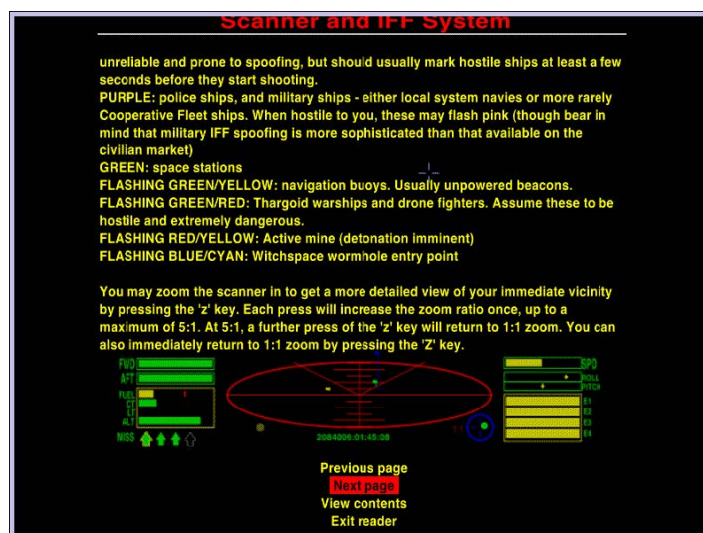 Scanner and IFF System
unreliable and prone to spoofing, but should usually mark hostile ships at least a few
seconds before they start shooting.
PURPLE: police ships, and military ships - either local system navies or more rarely
Cooperative Fleet ships. When hostile to you, these may flash pink (though bear in
mind that military IFF spoofing is more sophisticated than that available on the
civilian market)
GREEN: space stations
FLASHING GREEN/YELLOW: navigation buoys. Usually unpowered beacons.
FLASHING GREEN/RED: Thargoid warships and drone fighters. Assume these to be
hostile and extremely dangerous.
FLASHING RED/YELLOW: Active mine (detonation imminent)
FLASHING BLUE/CYAN: Witchspace wormhole entry point
You may zoom the scanner in to get a more detailed view of your immediate vicinity
by pressing the 'z' key. Each press will increase the zoom ratio once, up to a
maximum of 5:1. At 5:1, a further press of the 'z' key will return to 1:1 zoom. You can
also immediately return to 1:1 zoom by pressing the 'Z' key.
FWD
AFT
FUEL
CT
LT
ALT
MISS
2084006:01:45:08
1:1
SPD
ROLL
PITCH
E1
E2
E3
E4
Previous page
Next page
View contents
Exit reader